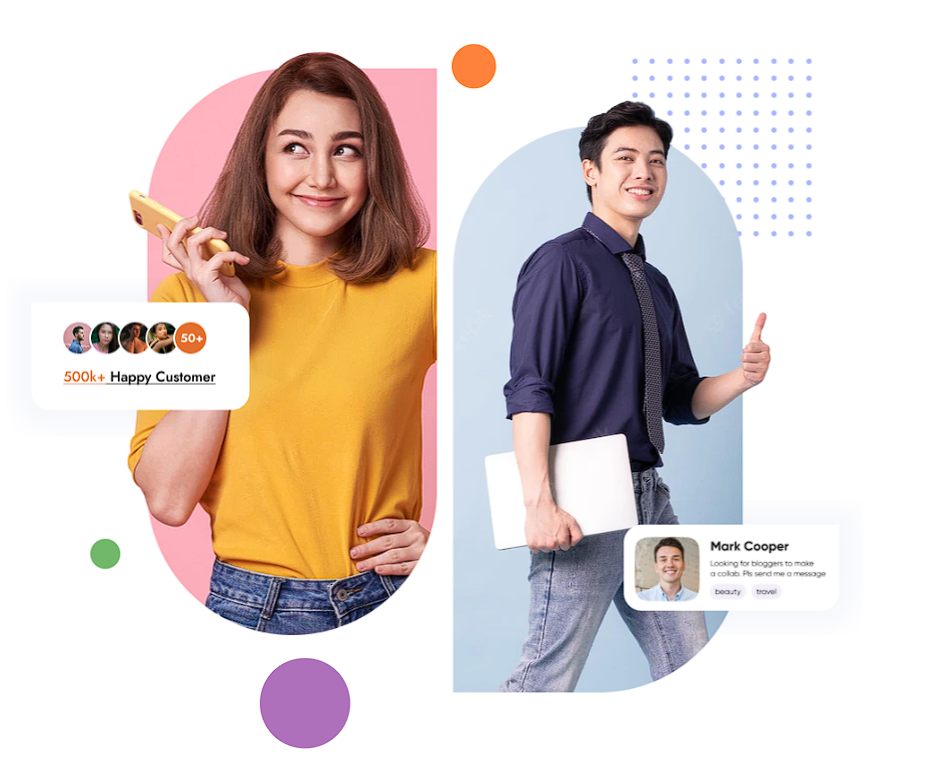 50+
500k+ Happy Customer
Mark Cooper
Looking for bloggers to make
a collab. Pls send me a message
beauty travel